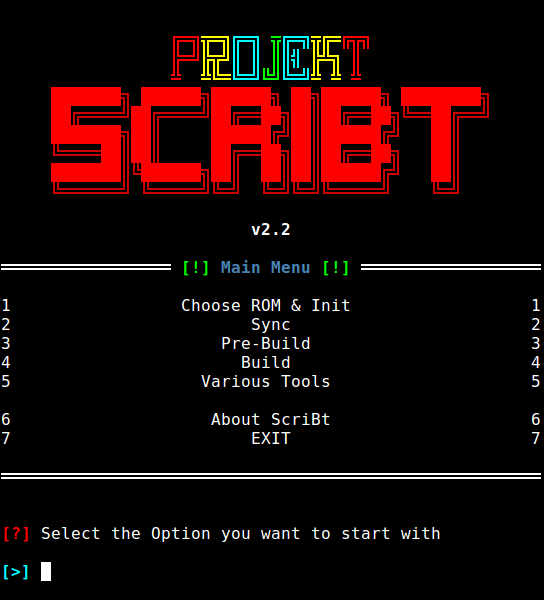 PROJEKT
SCRIBT
v2.2
[!] Main Menu [!]
1 Choose ROM & Init 1
2 Sync 2
3 Pre-Build 3
4 Build 4
5 Various Tools 5
6 About ScriBt 6
7 EXIT 7
[?] Select the Option you want to start with
[>]